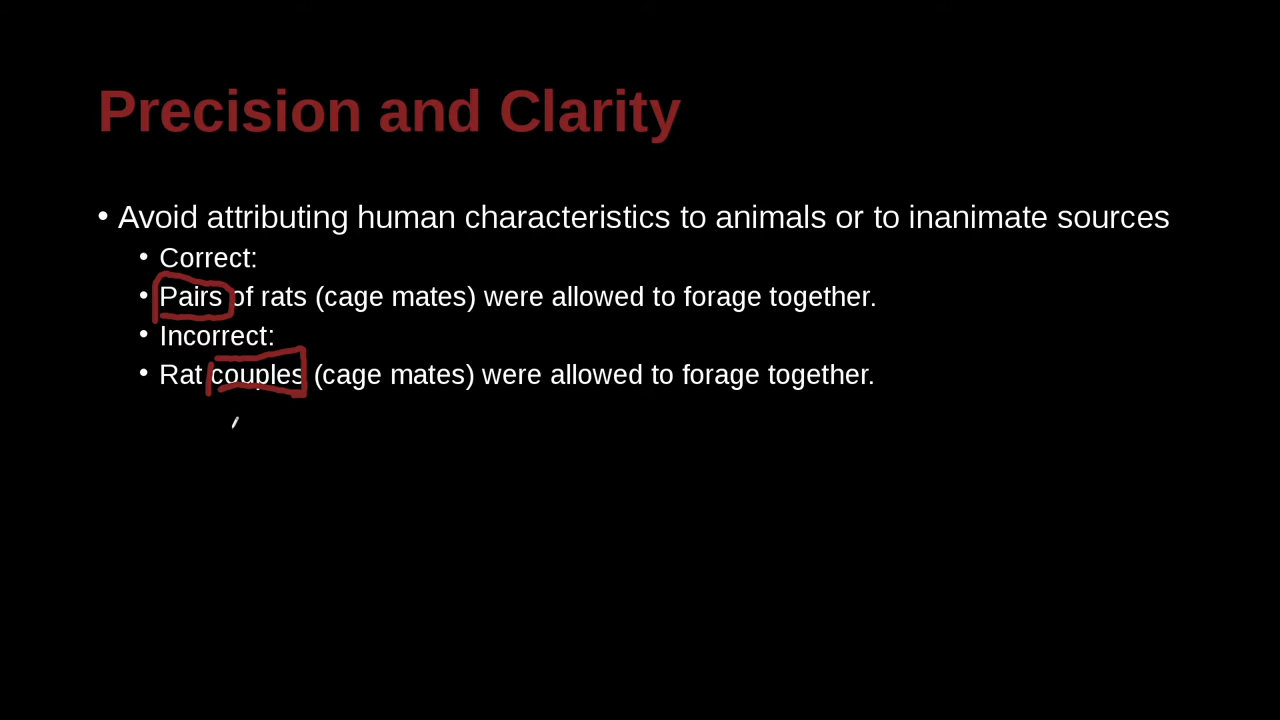 Precision and Clarity
• Avoid attributing human characteristics to animals or to inanimate sources
• Correct:
• Pairs of rats (cage mates) were allowed to forage together.
• Incorrect:
• Rat couples (cage mates) were allowed to forage together.